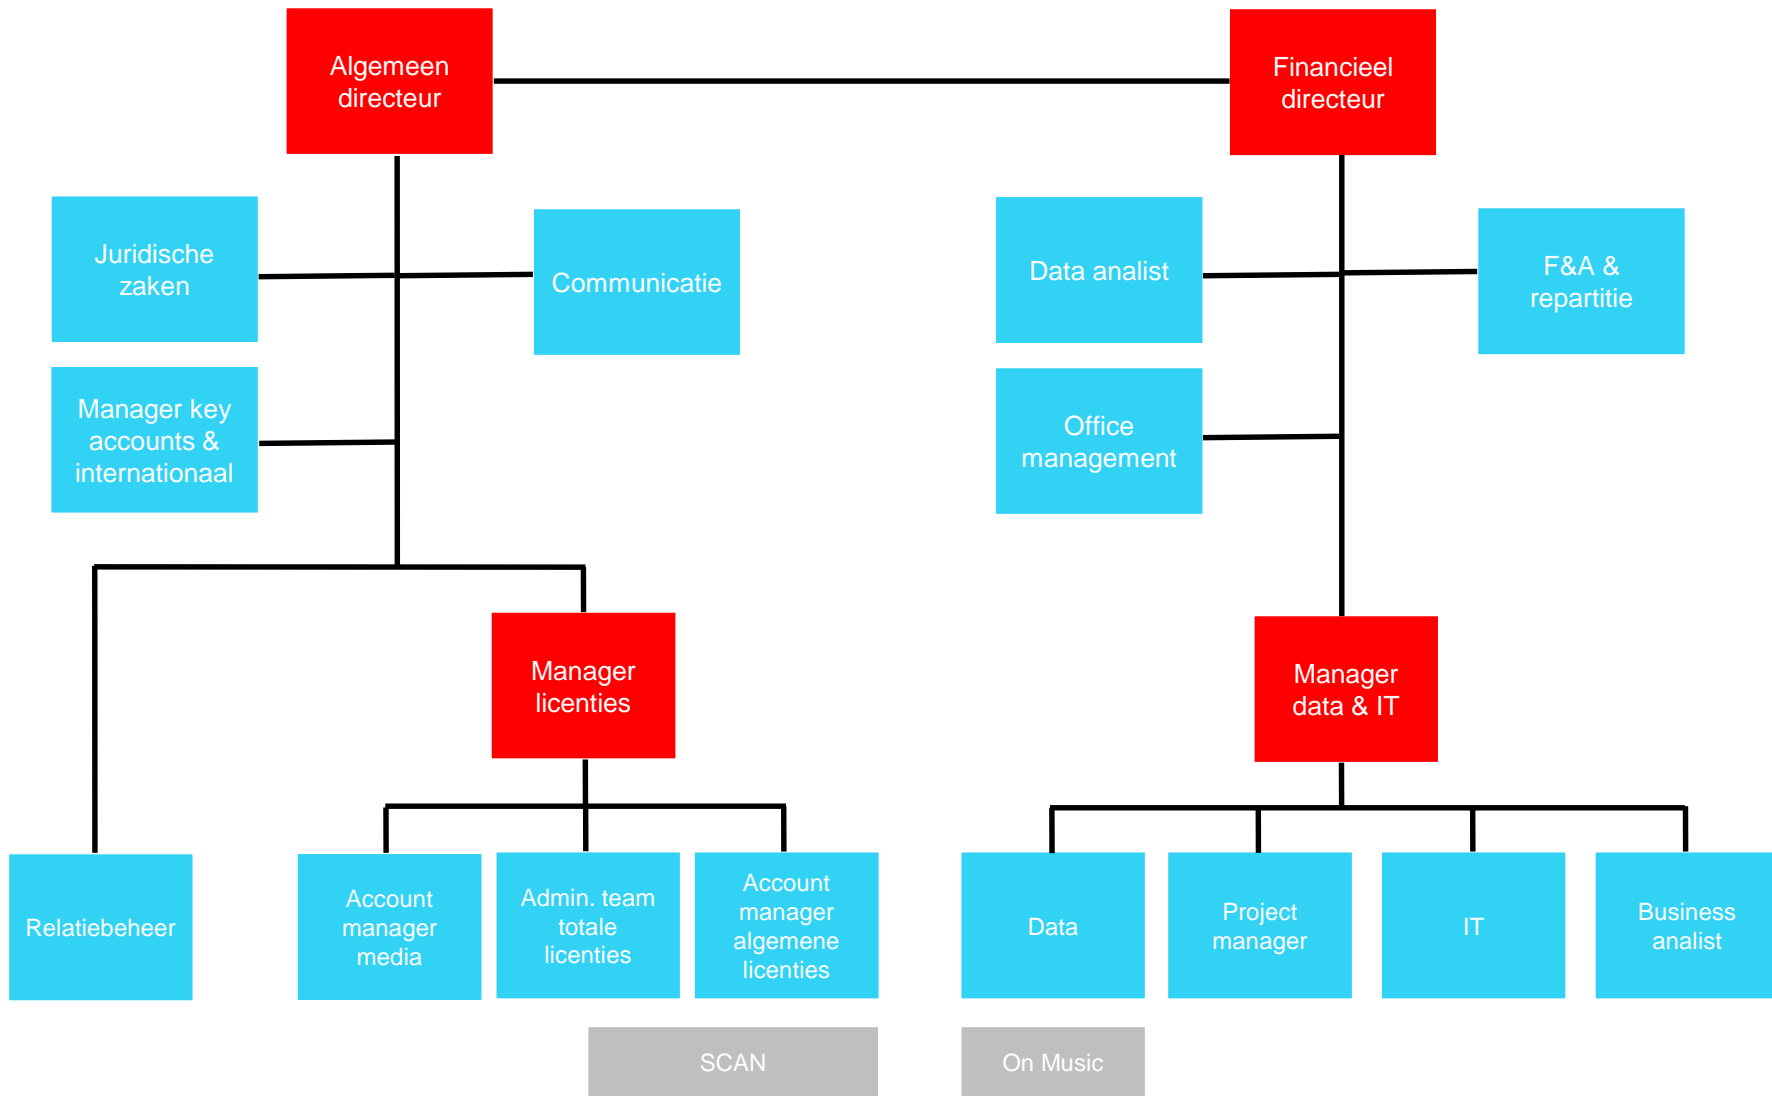 Algemeen
directeur
Financieel
directeur
Juridische
zaken
Communicatie
Data analist
F&A &
repartitie
Manager key
accounts &
internationaal
Office
management
Manager
licenties
Manager
data & IT
Relatiebeheer
Account
manager
media
Admin. team
totale
licenties
Account
manager
algemene
licenties
Data
Project
manager
IT
Business
analist
SCAN
On Music